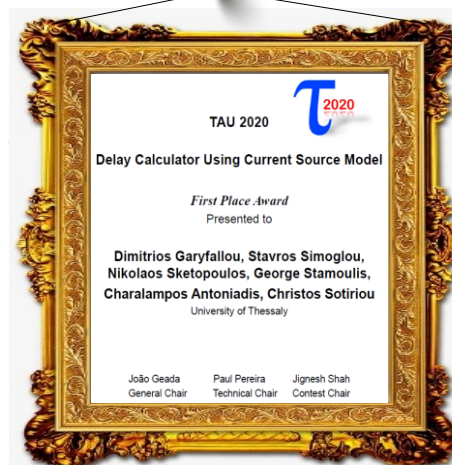 τ 2020
TAU 2020
Delay Calculator Using Current Source Model
First Place Award
Presented to
Dimitrios Garyfallou, Stavros Simoglou,
Nikolaos Sketopoulos, George Stamoulis,
Charalampos Antoniadis, Christos Sotiriou
University of Thessaly
João Geada Paul Pereira Jignesh Shah
General Chair Technical Chair Contest Chair